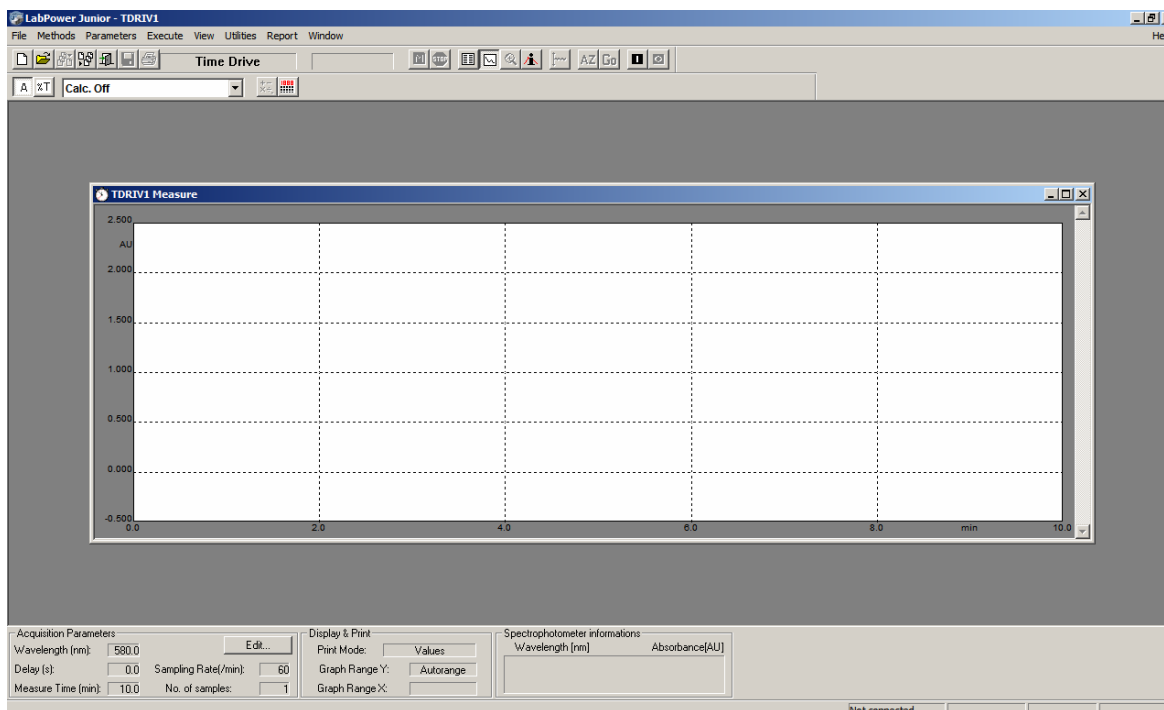 LabPower Junior - TDRIV1
File Methods Parameters Execute View Utilities Report Window He
Time Drive STOP AZ Go
A %T Calc. Off
TDRIV1 Measure
2.500
AU
2.000
1.500
1.000
0.500
0.000
-0.500
0.0 2.0 4.0 6.0 8.0 min 10.0
Acquisition Parameters Display & Print Spectrophotometer informations
Wavelength (nm): 580.0 Edit... Print Mode: Values Wavelength [nm] Absorbance[AU]
Delay (s): 0.0 Sampling Rate(/min): 60 Graph Range Y: Autorange
Measure Time (min): 10.0 No. of samples: 1 Graph Range X:
Not connected